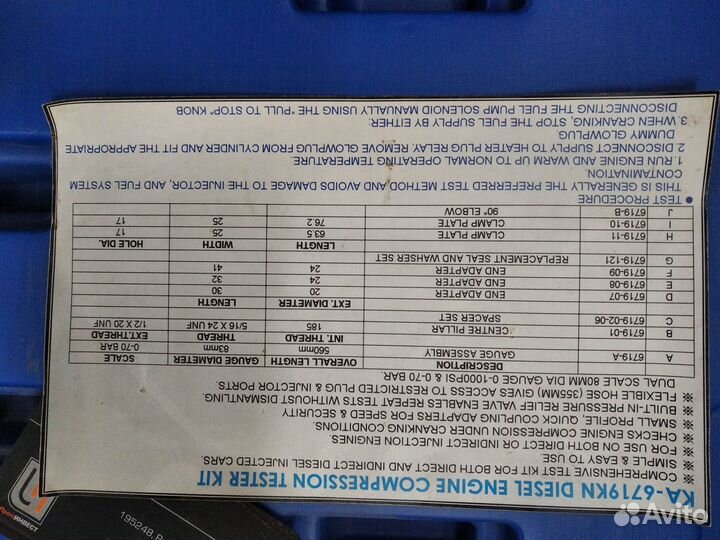 KA-6719KN DIESEL ENGINE COMPRESSION TESTER KIT
※ COMPREHENSIVE TEST KIT FOR BOTH DIRECT AND INDIRECT DIESEL INJECTED CARS.
※ SIMPLE & EASY TO USE.
※ FOR USE ON BOTH DIRECT OR INDIRECT INJECTION ENGINES.
※ CHECKS ENGINE COMPRESSION UNDER CRANKING CONDITIONS.
※ SMALL PROFILE, QUICK COUPLING ADAPTERS FOR SPEED & SECURITY
※ BUILT-IN PRESSURE RELIEF VALVE ENABLES REPEAT TESTS WITHOUST DISMANTLING
※ FLEXIBLE HOSE (355MM) GIVES ACCESS TO RESTRICTED PLUG & INJECTOR PORTS.
DUAL SCALE 80MM DIA GAUGE 0-1000PSI & 0-70 BAR.
DESCRIPTION OVERALL LENGTH GAUGE DIAMETER SCALE
A 6719-A GAUGE ASSEMBLY 560mm 83mm 0-70 BAR
INT. THREAD THREAD EXT.THREAD
B 6719-01 CENTRE PILLAR 185 5/16 X 24 UNF 1/2 X 20 UNF
C 6719-02-06 SPACER SET
EXT. DIAMETER LENGTH
D 6719-07 END ADAPTER 20 30
E 6719-08 END ADAPTER 24 32
F 6719-09 END ADAPTER 24 41
G 6719-121 REPLACEMENT SEAL AND WAHSER SET
LENGTH WIDTH HOLE DIA.
H 6719-11 CLAMP PLATE 63.5 25 17
I 6719-10 CLAMP PLATE 76.2 25 17
J 6719-B 90° ELBOW
● TEST PROCEDURE
THIS IS GENERALLY THE PREFERRED TEST METHOD AND AVOIDS AND DAMAGE TO THE INJECTOR, AND FUEL SYSTEM
CONTAMINATION.
1. RUN ENGINE AND WARM UP TO NORMAL OPERATING TEMPERATURE.
2. DISCONNECT SUPPLY TO HEATER PLUG RELAY REMOVE GLOWPLUG FROM CYLINDER AND FIT THE APPROPRIATE
DUMMY GLOWPLUG.
3. WHEN CRANKING, STOP THE FUEL SUPPLY BY EITHER:
DISCONNECTING THE FUEL PUMP SOLENOID MANUALLY USING THE "PULL TO STOP" KNOB
ПромИНВЕСТ
195248,
Avito